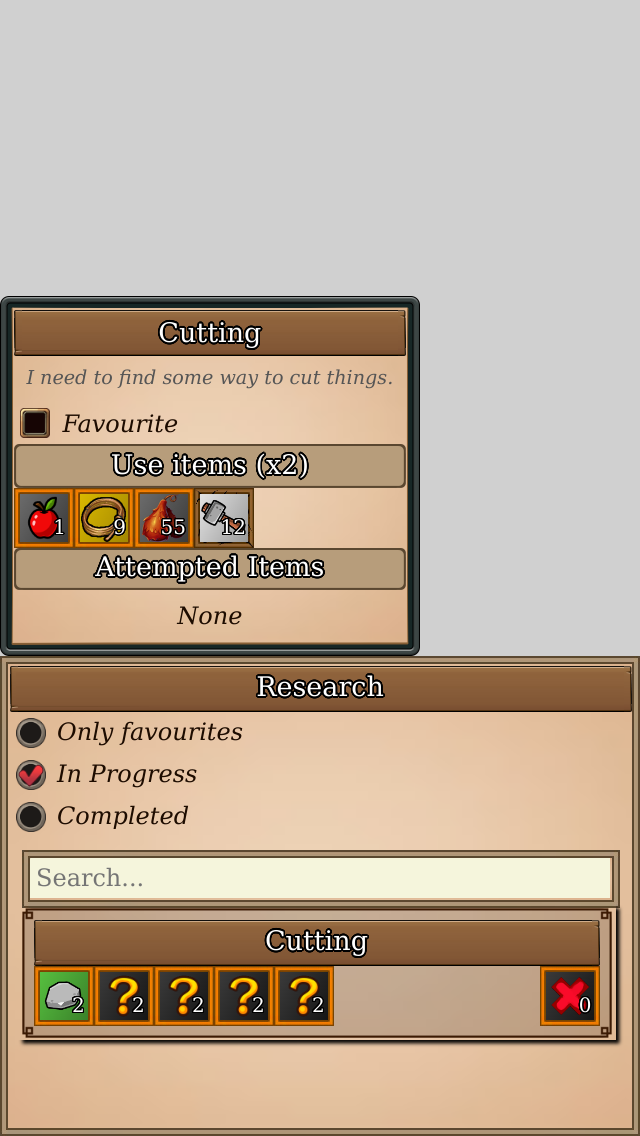 Cutting
I need to find some way to cut things.
Favourite
Use items (x2)
1 9 55 12
Attempted Items
None
Research
Only favourites
In Progress
Completed
Search...
Cutting
2 ?2 ?2 ?2 ?2 0